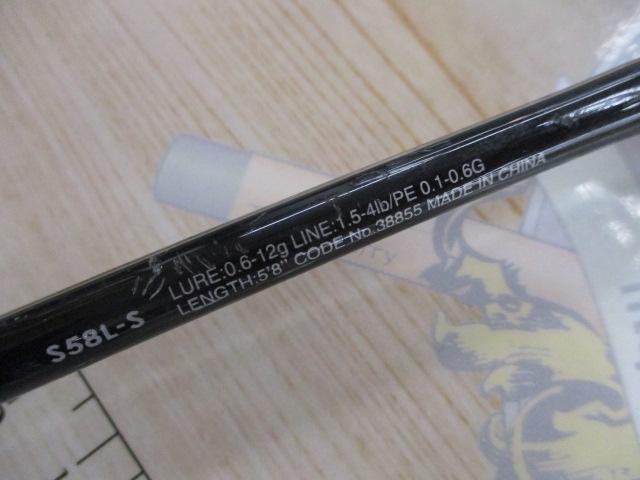 S58L-S
LURE:0.6-12g LINE:1.5-4lb/PE 0.1-0.6G
LENGTH:5'8" CODE No.38855 MADE IN CHINA